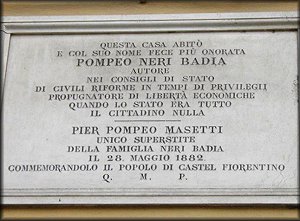 QUESTA CASA ABITÒ
E COL SUO NOME FECE PIÙ ONORATA
POMPEO NERI BADIA
AUTORE
NEI CONSIGLI DI STATO
DI CIVILI RIFORME IN TEMPI DI PRIVILEGII
PROPUGNATOR DI LIBERTÀ ECONOMICHE
QUANDO LO STATO ERA TUTTO
IL CITTADINO NULLA
PIER POMPEO MASETTI
UNICO SUPERSTITE
DELLA FAMIGLIA NERI BADIA
IL 28. MAGGIO 1882.
COMMEMORANDOLO IL POPOLO DI CASTEL FIORENTINO
Q. M. P.